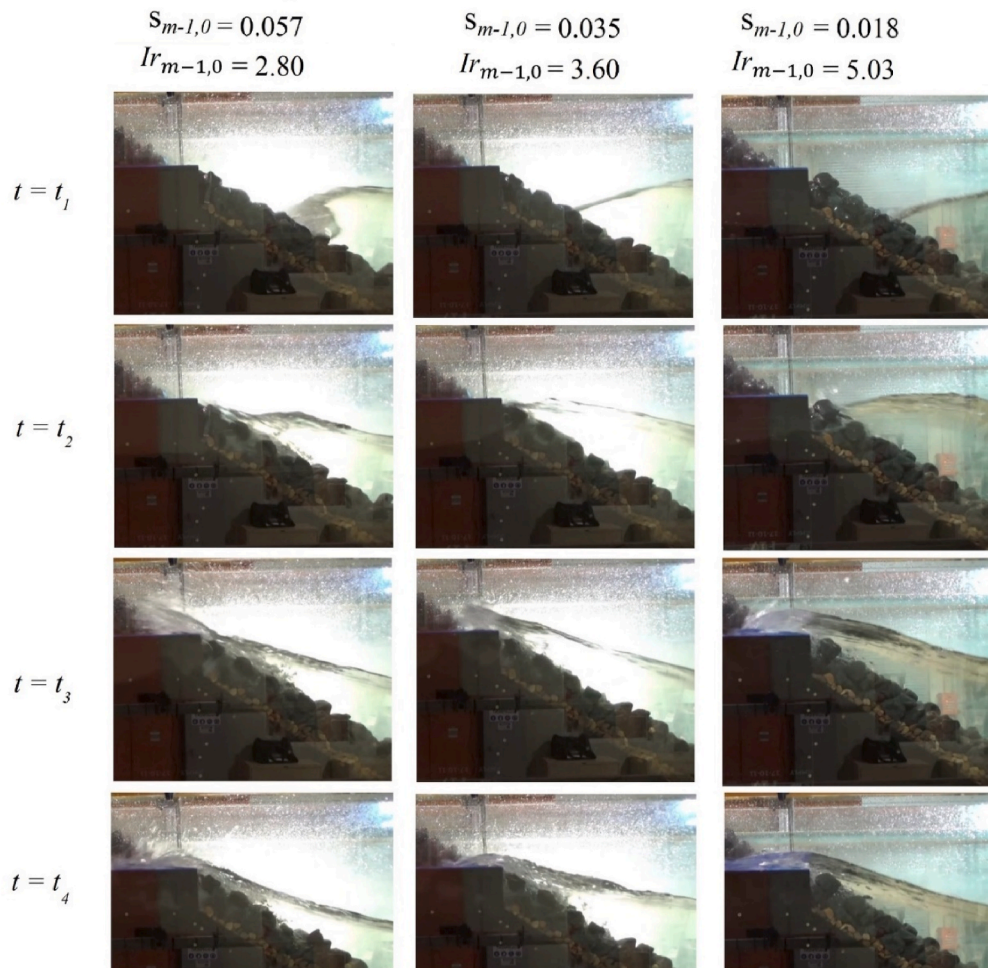 s_{m-1,0} = 0.057
Ir_{m−1,0} = 2.80
s_{m-1,0} = 0.035
Ir_{m−1,0} = 3.60
s_{m-1,0} = 0.018
Ir_{m−1,0} = 5.03
t = t_1
t = t_2
t = t_3
t = t_4